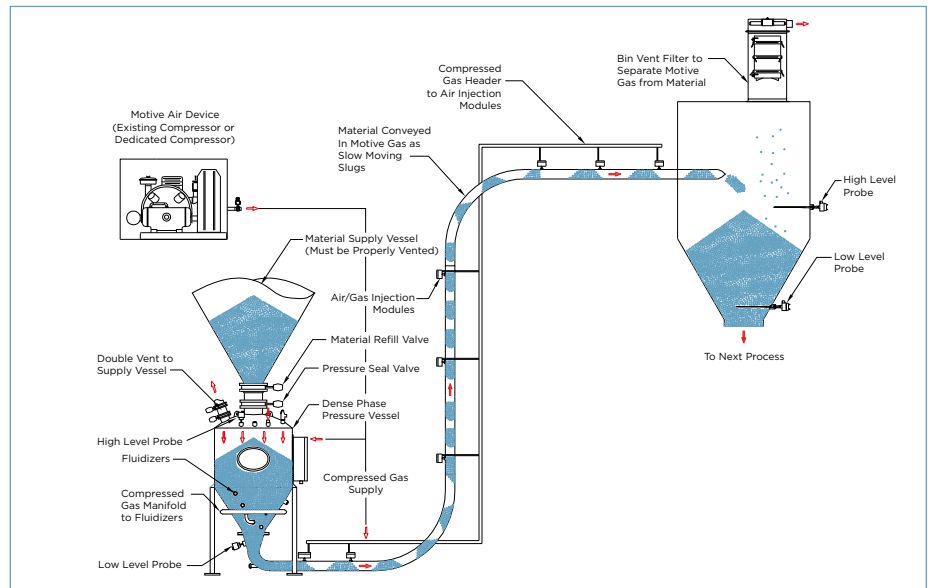 Compressed
Gas Header
to Air Injection
Modules
Bin Vent Filter to
Separate Motive
Gas from Material
Motive Air Device
(Existing Compressor or
Dedicated Compressor)
Material Conveyed
In Motive Gas as
Slow Moving
Slugs
High Level
Probe
Material Supply Vessel
(Must be Properly Vented)
Low Level
Probe
Air/Gas Injection
Modules
Material Refill Valve
To Next Process
Double Vent to
Supply Vessel
Pressure Seal Valve
Dense Phase
Pressure Vessel
High Level Probe
Fluidizers
Compressed Gas
Supply
Compressed
Gas Manifold
to Fluidizers
Low Level Probe